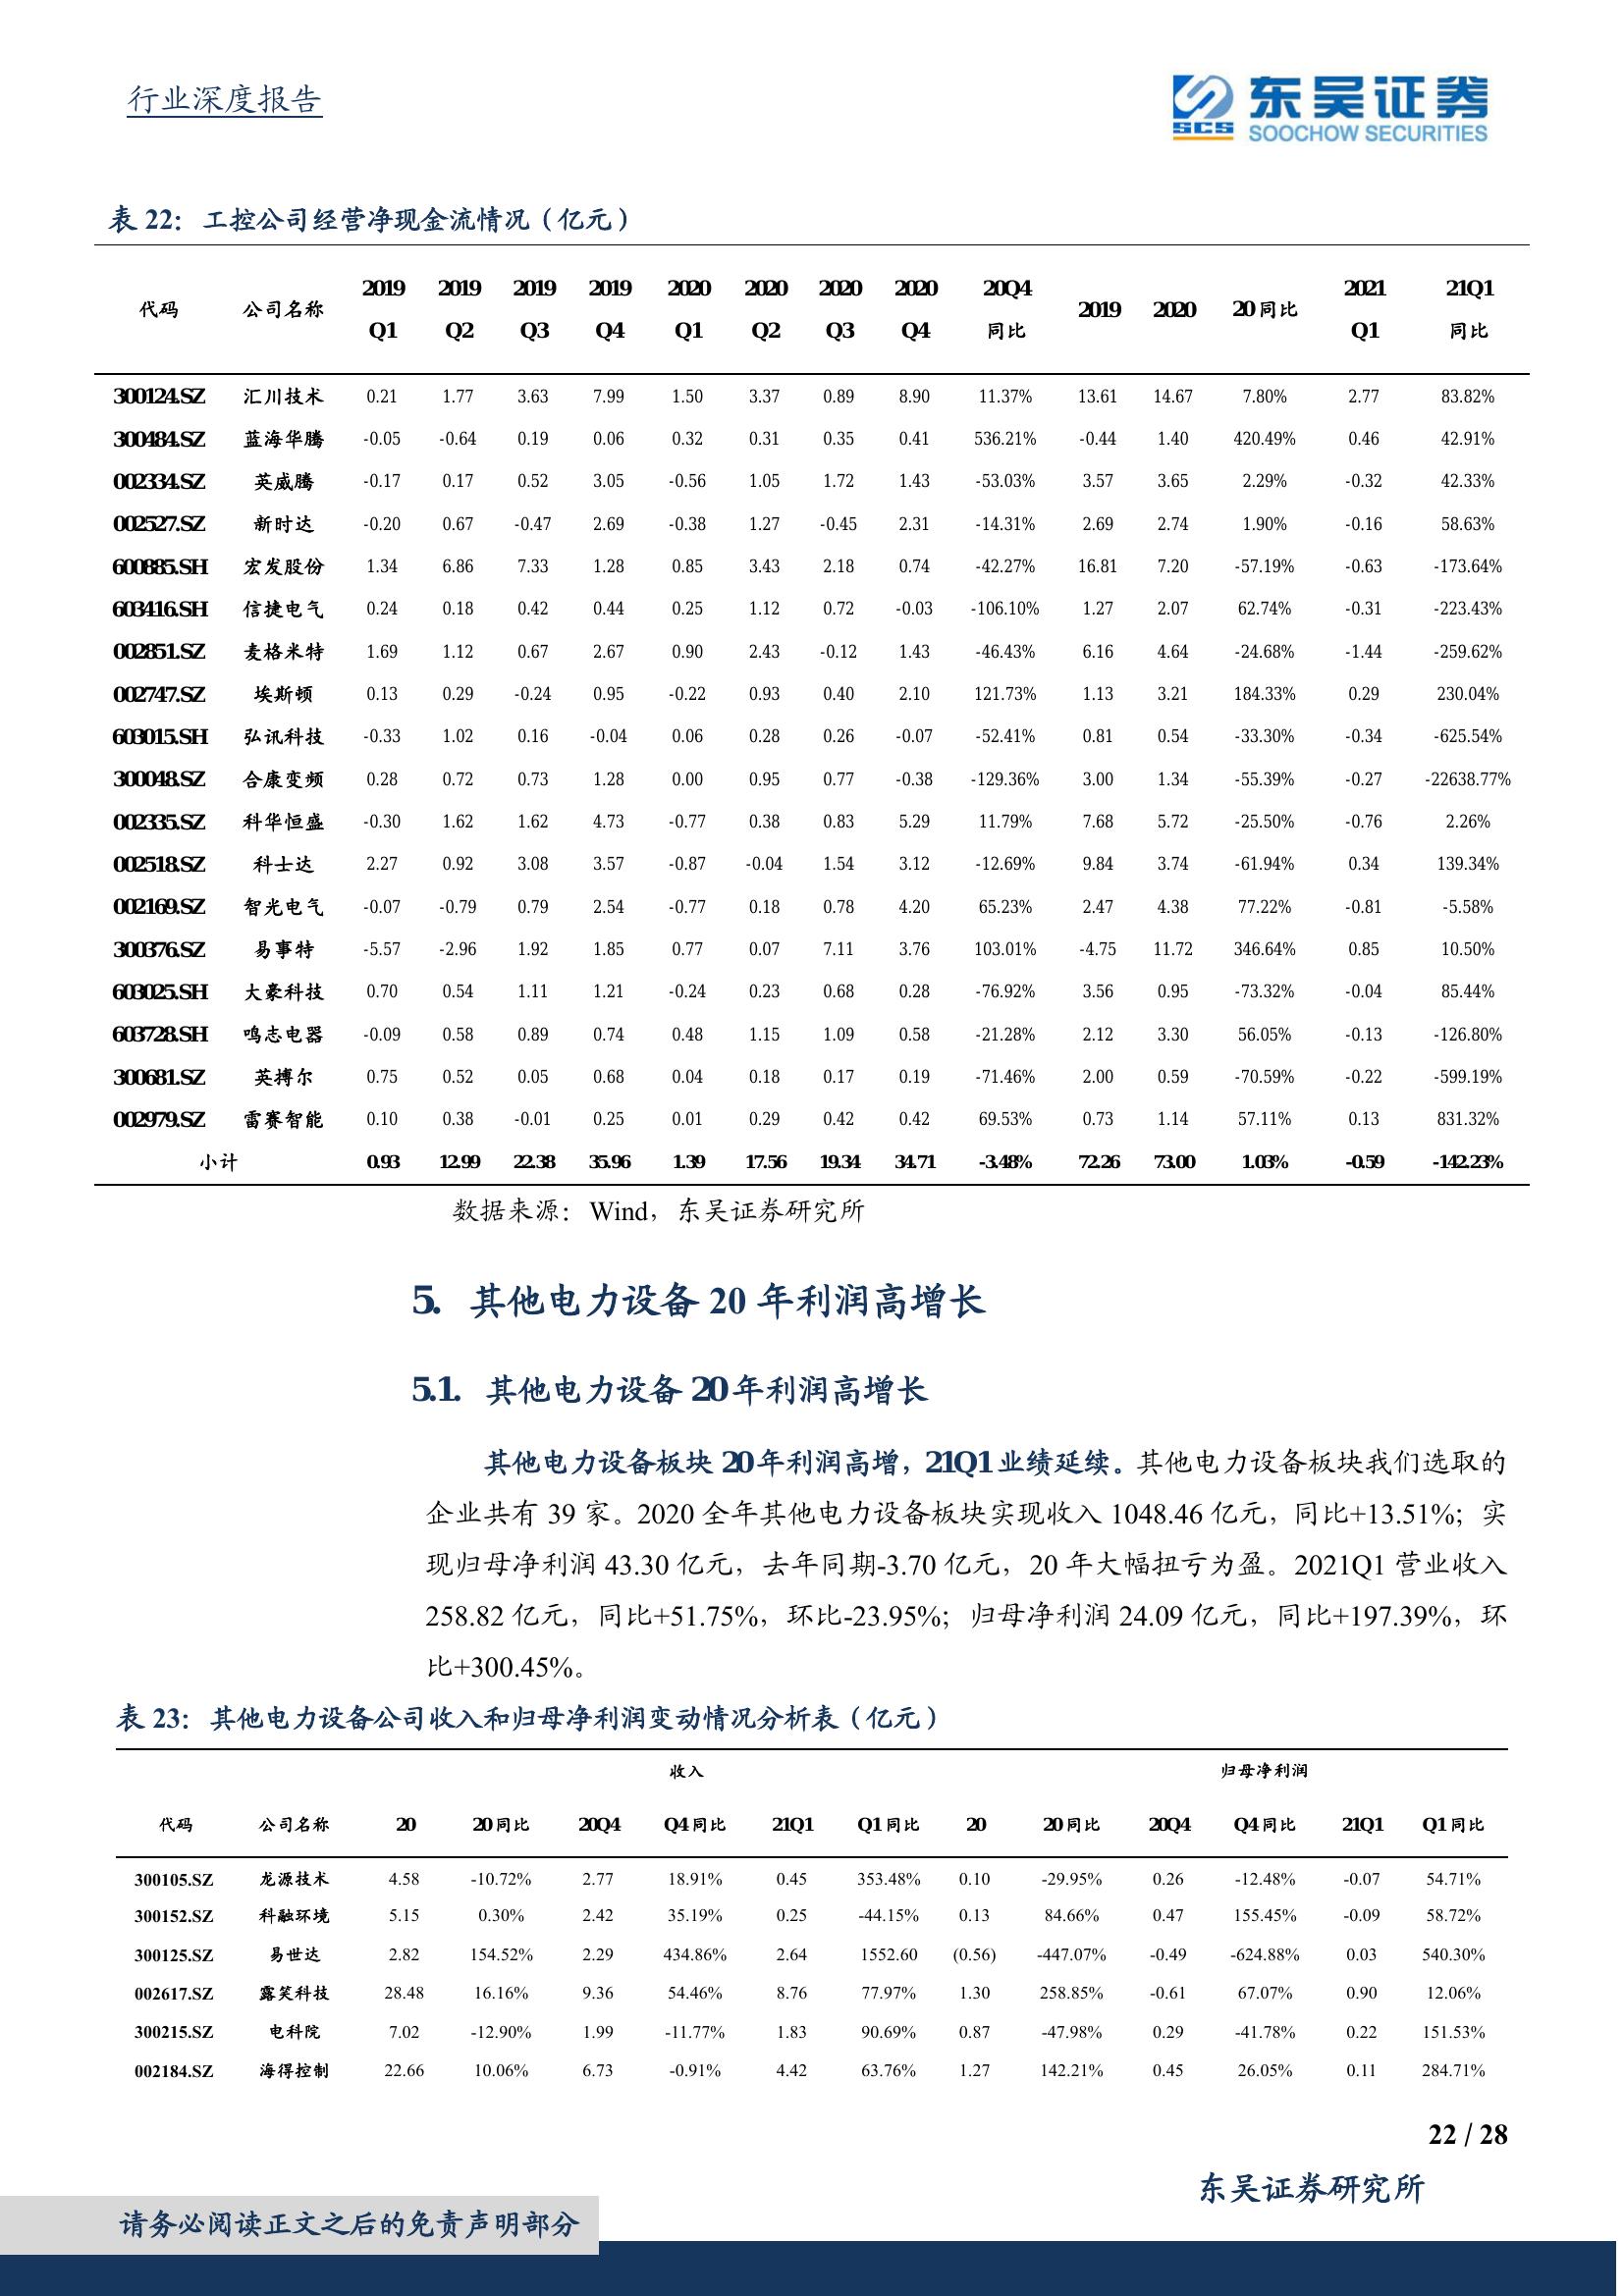 行业深度报告
SCS 东吴证券
SOOCHOW SECURITIES
表 22：工控公司经营净现金流情况（亿元）
代码 公司名称 2019 Q1 2019 Q2 2019 Q3 2019 Q4 2020 Q1 2020 Q2 2020 Q3 2020 Q4 20Q4 同比 2019 2020 20 同比 2021 Q1 21Q1 同比
300124.SZ 汇川技术 0.21 1.77 3.63 7.99 1.50 3.37 0.89 8.90 11.37% 13.61 14.67 7.80% 2.77 83.82%
300484.SZ 蓝海华腾 -0.05 -0.64 0.19 0.06 0.32 0.31 0.35 0.41 536.21% -0.44 1.40 420.49% 0.46 42.91%
002334.SZ 英威腾 -0.17 0.17 0.52 3.05 -0.56 1.05 1.72 1.43 -53.03% 3.57 3.65 2.29% -0.32 42.33%
002527.SZ 新时达 -0.20 0.67 -0.47 2.69 -0.38 1.27 -0.45 2.31 -14.31% 2.69 2.74 1.90% -0.16 58.63%
600885.SH 宏发股份 1.34 6.86 7.33 1.28 0.85 3.43 2.18 0.74 -42.27% 16.81 7.20 -57.19% -0.63 -173.64%
603416.SH 信捷电气 0.24 0.18 0.42 0.44 0.25 1.12 0.72 -0.03 -106.10% 1.27 2.07 62.74% -0.31 -223.43%
002851.SZ 麦格米特 1.69 1.12 0.67 2.67 0.90 2.43 -0.12 1.43 -46.43% 6.16 4.64 -24.68% -1.44 -259.62%
002747.SZ 埃斯顿 0.13 0.29 -0.24 0.95 -0.22 0.93 0.40 2.10 121.73% 1.13 3.21 184.33% 0.29 230.04%
603015.SH 弘讯科技 -0.33 1.02 0.16 -0.04 0.06 0.28 0.26 -0.07 -52.41% 0.81 0.54 -33.30% -0.34 -625.54%
300048.SZ 合康变频 0.28 0.72 0.73 1.28 0.00 0.95 0.77 -0.38 -129.36% 3.00 1.34 -55.39% -0.27 -22638.77%
002335.SZ 科华恒盛 -0.30 1.62 1.62 4.73 -0.77 0.38 0.83 5.29 11.79% 7.68 5.72 -25.50% -0.76 2.26%
002518.SZ 科士达 2.27 0.92 3.08 3.57 -0.87 -0.04 1.54 3.12 -12.69% 9.84 3.74 -61.94% 0.34 139.34%
002169.SZ 智光电气 -0.07 -0.79 0.79 2.54 -0.77 0.18 0.78 4.20 65.23% 2.47 4.38 77.22% -0.81 -5.58%
300376.SZ 易事特 -5.57 -2.96 1.92 1.85 0.77 0.07 7.11 3.76 103.01% -4.75 11.72 346.64% 0.85 10.50%
603025.SH 大豪科技 0.70 0.54 1.11 1.21 -0.24 0.23 0.68 0.28 -76.92% 3.56 0.95 -73.32% -0.04 85.44%
603728.SH 鸣志电器 -0.09 0.58 0.89 0.74 0.48 1.15 1.09 0.58 -21.28% 2.12 3.30 56.05% -0.13 -126.80%
300681.SZ 英搏尔 0.75 0.52 0.05 0.68 0.04 0.18 0.17 0.19 -71.46% 2.00 0.59 -70.59% -0.22 -599.19%
002979.SZ 雷赛智能 0.10 0.38 -0.01 0.25 0.01 0.29 0.42 0.42 69.53% 0.73 1.14 57.11% 0.13 831.32%
小计 0.93 12.99 22.38 35.96 1.39 17.56 19.34 34.71 -3.48% 72.26 73.00 1.03% -0.59 -142.23%
数据来源：Wind，东吴证券研究所
5. 其他电力设备 20 年利润高增长
5.1. 其他电力设备 20 年利润高增长
其他电力设备板块 20 年利润高增，21Q1 业绩延续。其他电力设备板块我们选取的
企业共有 39 家。2020 全年其他电力设备板块实现收入 1048.46 亿元，同比+13.51%；实
现归母净利润 43.30 亿元，去年同期-3.70 亿元，20 年大幅扭亏为盈。2021Q1 营业收入
258.82 亿元，同比+51.75%，环比-23.95%；归母净利润 24.09 亿元，同比+197.39%，环
比+300.45%。
表 23：其他电力设备公司收入和归母净利润变动情况分析表（亿元）
收入 归母净利润
代码 公司名称 20 20 同比 20Q4 Q4 同比 21Q1 Q1 同比 20 20 同比 20Q4 Q4 同比 21Q1 Q1 同比
300105.SZ 龙源技术 4.58 -10.72% 2.77 18.91% 0.45 353.48% 0.10 -29.95% 0.26 -12.48% -0.07 54.71%
300152.SZ 科融环境 5.15 0.30% 2.42 35.19% 0.25 -44.15% 0.13 84.66% 0.47 155.45% -0.09 58.72%
300125.SZ 易世达 2.82 154.52% 2.29 434.86% 2.64 1552.60 (0.56) -447.07% -0.49 -624.88% 0.03 540.30%
002617.SZ 露笑科技 28.48 16.16% 9.36 54.46% 8.76 77.97% 1.30 258.85% -0.61 67.07% 0.90 12.06%
300215.SZ 电科院 7.02 -12.90% 1.99 -11.77% 1.83 90.69% 0.87 -47.98% 0.29 -41.78% 0.22 151.53%
002184.SZ 海得控制 22.66 10.06% 6.73 -0.91% 4.42 63.76% 1.27 142.21% 0.45 26.05% 0.11 284.71%
22 / 28
东吴证券研究所
请务必阅读正文之后的免责声明部分